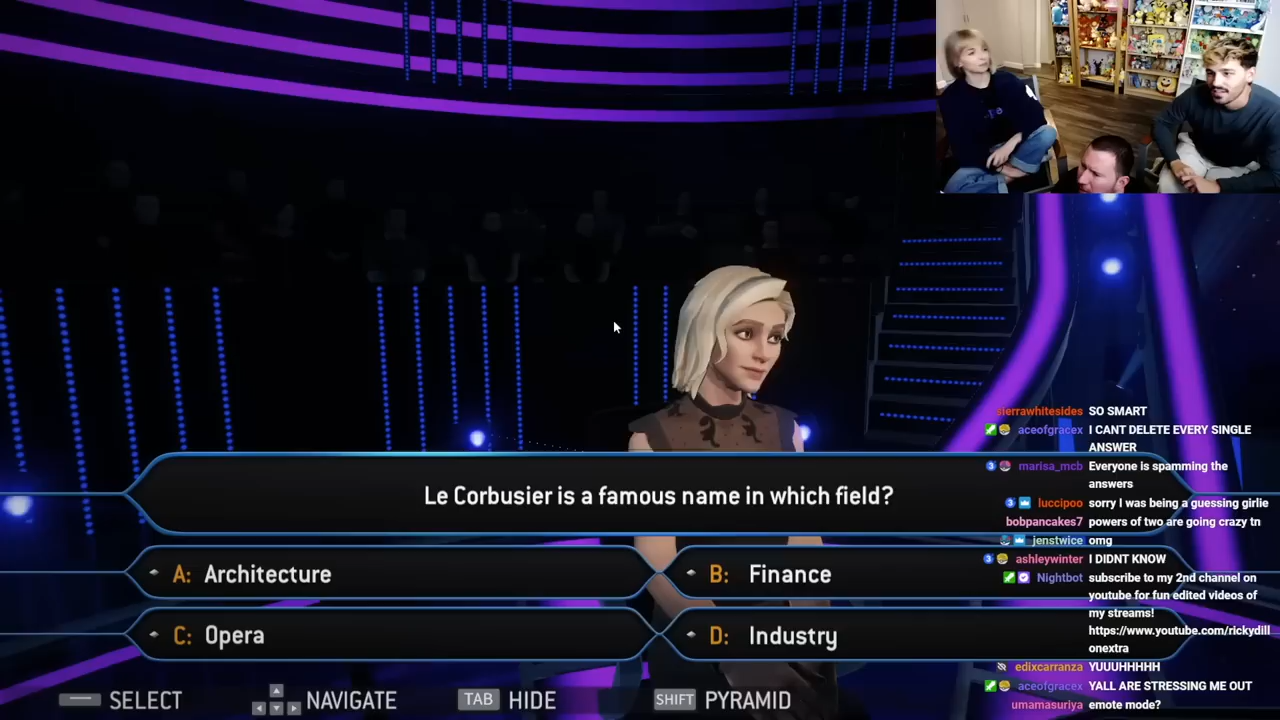 sierrawhitesides SO SMART
aceofgracex I CANT DELETE EVERY SINGLE
ANSWER
3 marisa_mcb Everyone is spamming the
answers
3 luccipoo sorry I was being a guessing girlie
bobpancakes7 powers of two are going crazy tn
jenstwice omg
3 ashleywinter I DIDNT KNOW
Nightbot subscribe to my 2nd channel on
youtube for fun edited videos of
my streams!
https://www.youtube.com/rickydill
onextra
edixcarranza YUUUHHHHH
aceofgracex YALL ARE STRESSING ME OUT
umamasuriya emote mode?
Le Corbusier is a famous name in which field?
A: Architecture
B: Finance
C: Opera
D: Industry
SELECT
NAVIGATE
TAB HIDE
SHIFT PYRAMID